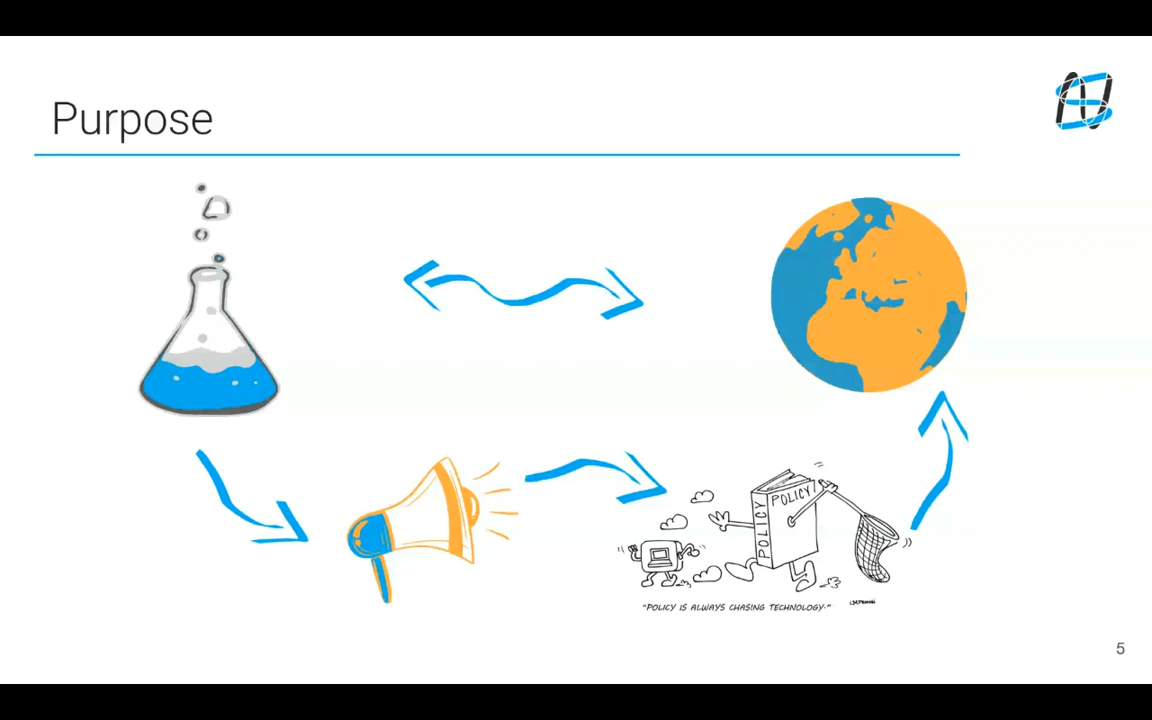 Purpose
POLICY
POLICY!
"POLICY IS ALWAYS CHASING TECHNOLOGY."
5